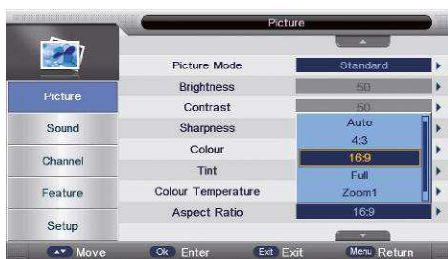 Picture
Picture Mode Standard
Picture
Brightness 50
Contrast 50
Sound
Sharpness
Auto
4:3
Channel
Colour
16:9
Tint
Full
Feature
Colour Temperature
Zoom1
Aspect Ratio 16:9
Setup
Move Ok Enter Exit Exit Menu Return